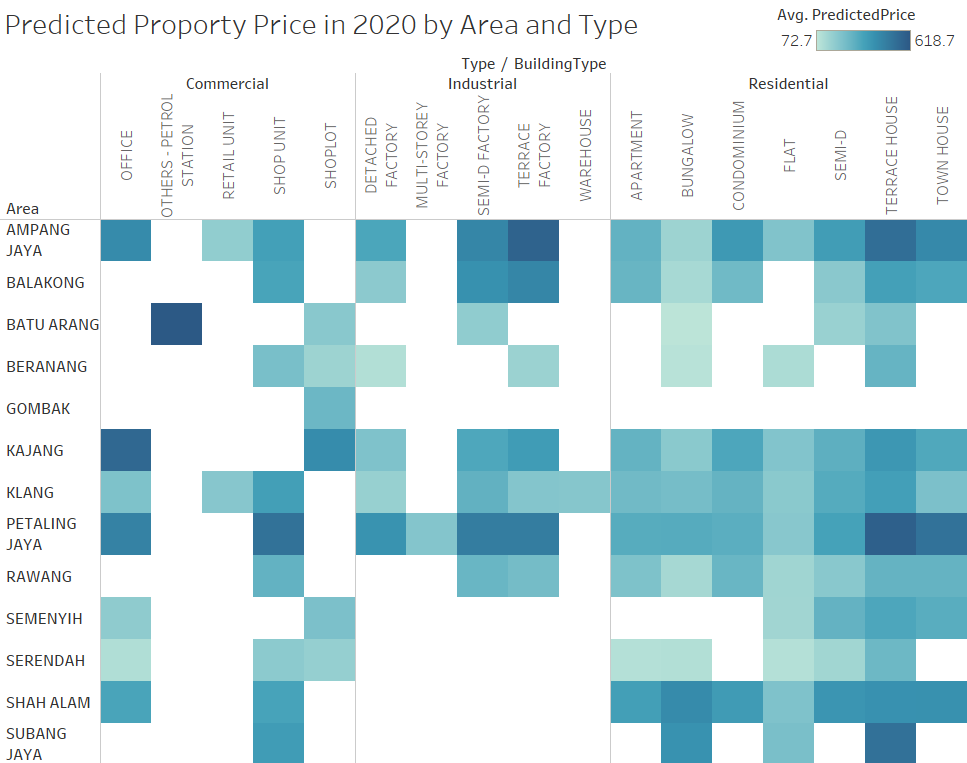 Predicted Property Price in 2020 by Area and Type
Avg. PredictedPrice
72.7 618.7
Type / BuildingType
Commercial Industrial Residential
OFFICE
OTHERS - PETROL
STATION
RETAIL UNIT
SHOP UNIT
SHOPLOT
DETACHED
FACTORY
MULTI-STOREY
FACTORY
SEMI-D FACTORY
TERRACE
FACTORY
WAREHOUSE
APARTMENT
BUNGALOW
CONDOMINIUM
FLAT
SEMI-D
TERRACE HOUSE
TOWN HOUSE
Area
AMPANG
JAYA
BALAKONG
BATU ARANG
BERANANG
GOMBAK
KAJANG
KLANG
PETALING
JAYA
RAWANG
SEMENYIH
SERENDAH
SHAH ALAM
SUBANG
JAYA